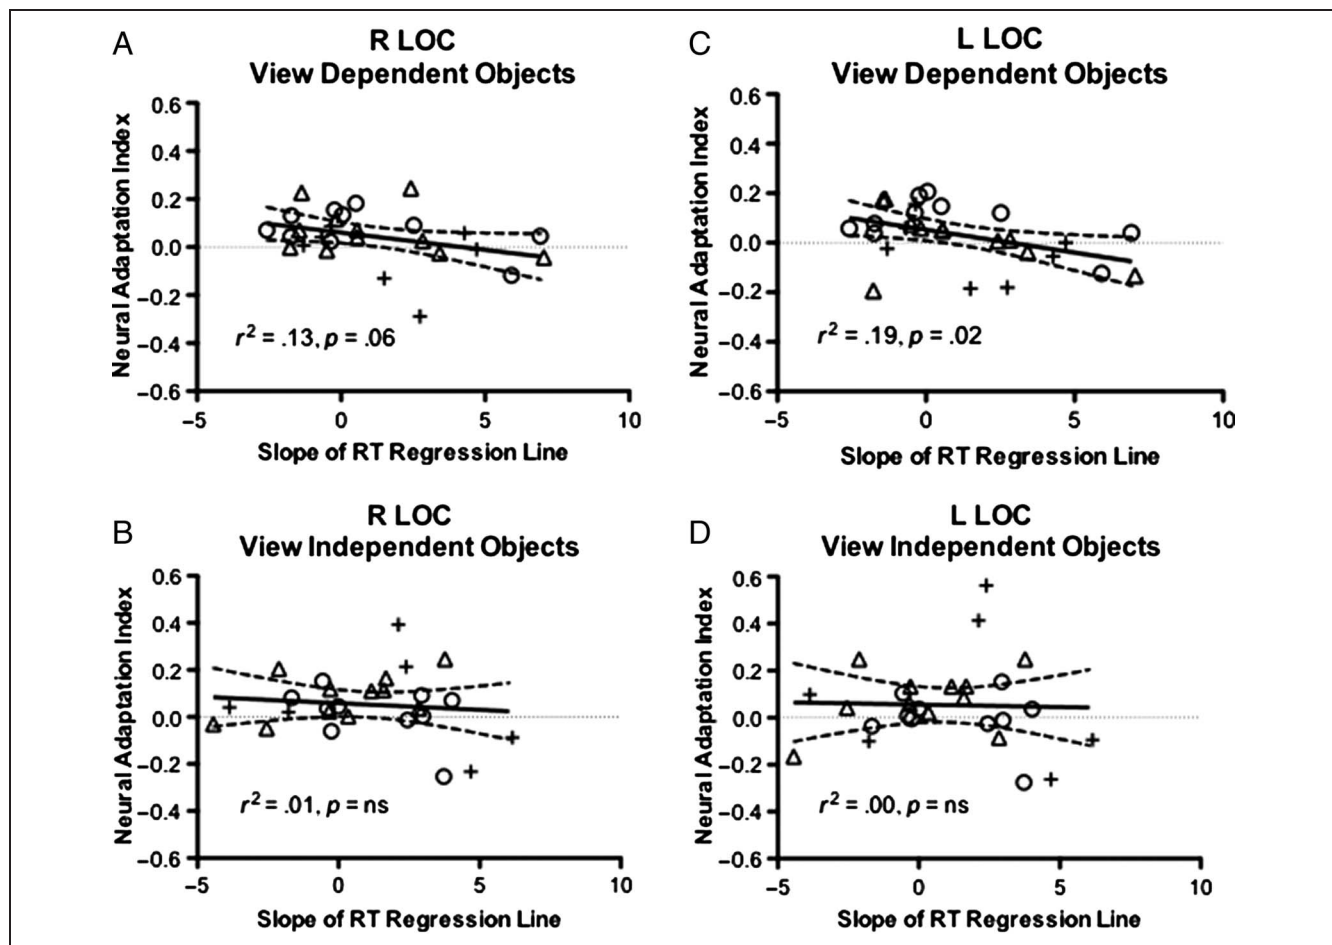 A
R LOC
View Dependent Objects
Neural Adaptation Index
0.6
0.4
0.2
0.0
−0.2
−0.4
−0.6
r² = .13, p = .06
−5
0
5
10
Slope of RT Regression Line
C
L LOC
View Dependent Objects
Neural Adaptation Index
0.6
0.4
0.2
0.0
−0.2
−0.4
−0.6
r² = .19, p = .02
−5
0
5
10
Slope of RT Regression Line
B
R LOC
View Independent Objects
Neural Adaptation Index
0.6
0.4
0.2
0.0
−0.2
−0.4
−0.6
r² = .01, p = ns
−5
0
5
10
Slope of RT Regression Line
D
L LOC
View Independent Objects
Neural Adaptation Index
0.6
0.4
0.2
0.0
−0.2
−0.4
−0.6
r² = .00, p = ns
−5
0
5
10
Slope of RT Regression Line